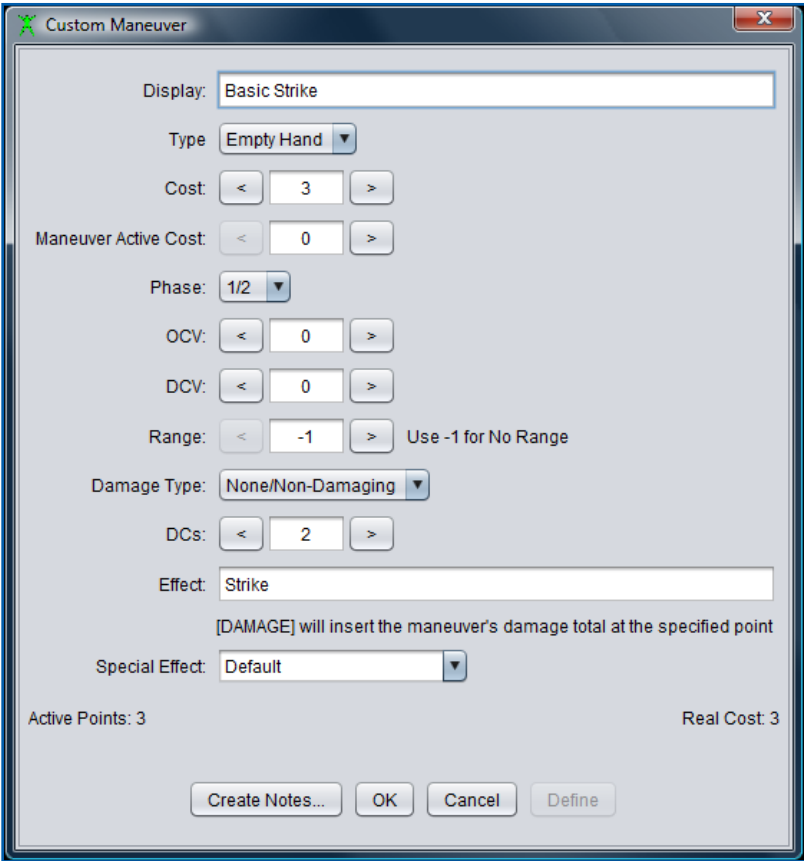 Custom Maneuver
Display: Basic Strike
Type Empty Hand
Cost: < 3 >
Maneuver Active Cost: < 0 >
Phase: 1/2
OCV: < 0 >
DCV: < 0 >
Range: < -1 > Use -1 for No Range
Damage Type: None/Non-Damaging
DCs: < 2 >
Effect: Strike
[DAMAGE] will insert the maneuver's damage total at the specified point
Special Effect: Default
Active Points: 3 Real Cost: 3
Create Notes... OK Cancel Define